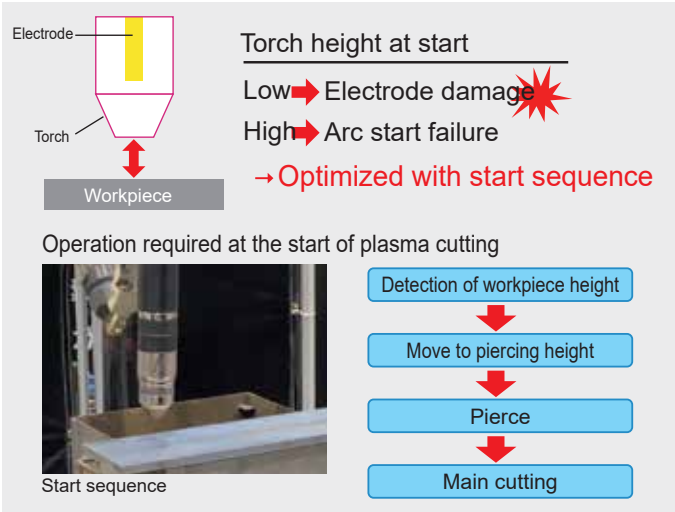 Electrode
Torch
Workpiece
Torch height at start
Low Electrode damage
High Arc start failure
→Optimized with start sequence
Operation required at the start of plasma cutting
Start sequence
Detection of workpiece height
Move to piercing height
Pierce
Main cutting